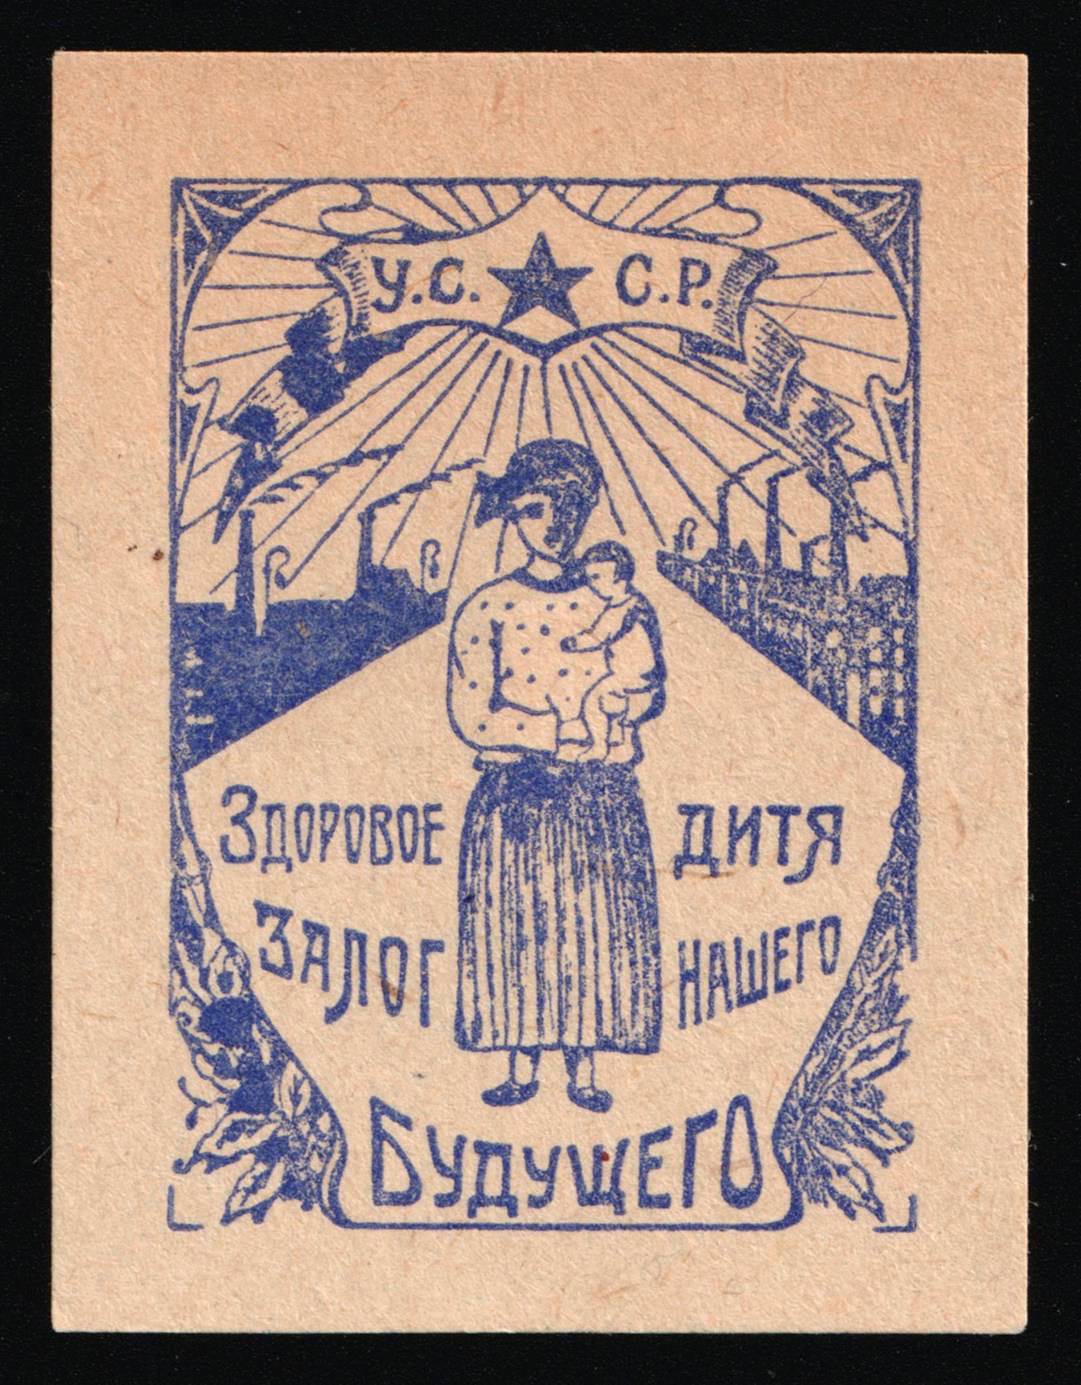 У.С. С.Р.
Здоровое дитя
залог нашего
будущего